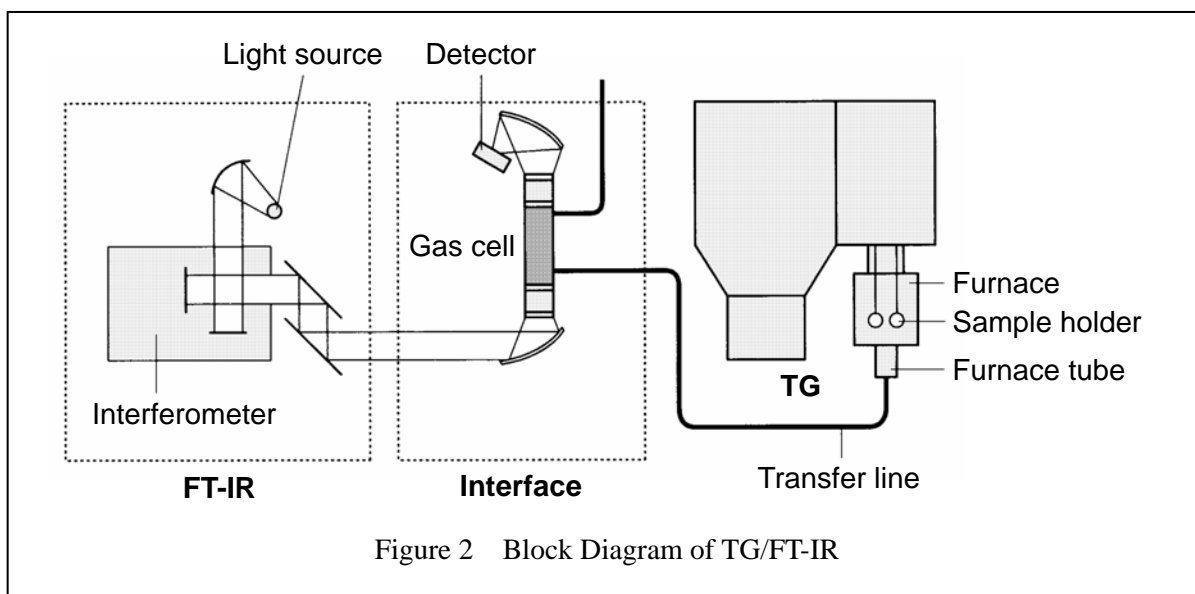 Light source
Detector
Gas cell
Furnace
Sample holder
Furnace tube
TG
Interferometer
Transfer line
FT-IR
Interface
Figure 2 Block Diagram of TG/FT-IR